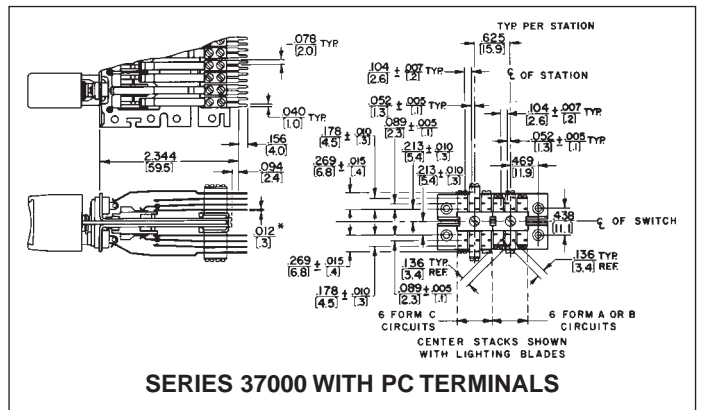 TYP. PER STATION
.625
[15.9]
.078 TYP.
[2.0]
.104 ± .007 TYP.
[2.6] [.2]
℄ OF STATION
.052 ± .005
[1.3] [.1]
.104 ± .007
[2.6] [.2]
.040 TYP.
[1.0]
.089 ± .005
[2.3] [.1]
.178 ± .010
[4.5] [.3]
.052 ± .005
[1.3] [.1]
.156
[4.0]
.213 ± .010
[5.4] [.3]
2.344
[59.5]
.094
[2.4]
.269 ± .015
[6.8] [.4]
.213 ± .010
[5.4] [.3]
.469
[11.9]
.438
[11.1]
℄ OF SWITCH
.012 *
[.3]
.269 ± .015
[6.8] [.4]
.136 TYP.
[3.4] REF.
.136 TYP.
[3.4] REF.
.178 ± .010
[4.5] [.3]
.089 ± .005
[2.3] [.1]
6 FORM C
CIRCUITS
6 FORM A OR B
CIRCUITS
CENTER STACKS SHOWN
WITH LIGHTING BLADES
SERIES 37000 WITH PC TERMINALS